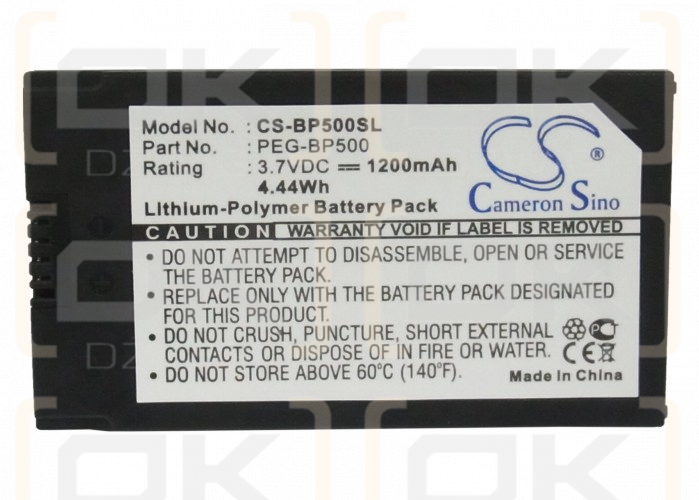 Model No. : CS-BP500SL
Part No. : PEG-BP500
Rating : 3.7VDC ⎓ 1200mAh
4.44Wh
Lithium-Polymer Battery Pack
CS ®
Cameron Sino
CAUTION WARRANTY VOID IF LABEL IS REMOVED
• DO NOT ATTEMPT TO DISASSEMBLE, OPEN OR SERVICE
THE BATTERY PACK.
• REPLACE ONLY WITH THE BATTERY PACK DESIGNATED FOR
THIS PRODUCT.
• DO NOT CRUSH, PUNCTURE, SHORT EXTERNAL CONTACTS
OR DISPOSE IN FIRE OR WATER.
• DO NOT STORE ABOVE 60°C (140°F)
CE
Made In China
OK